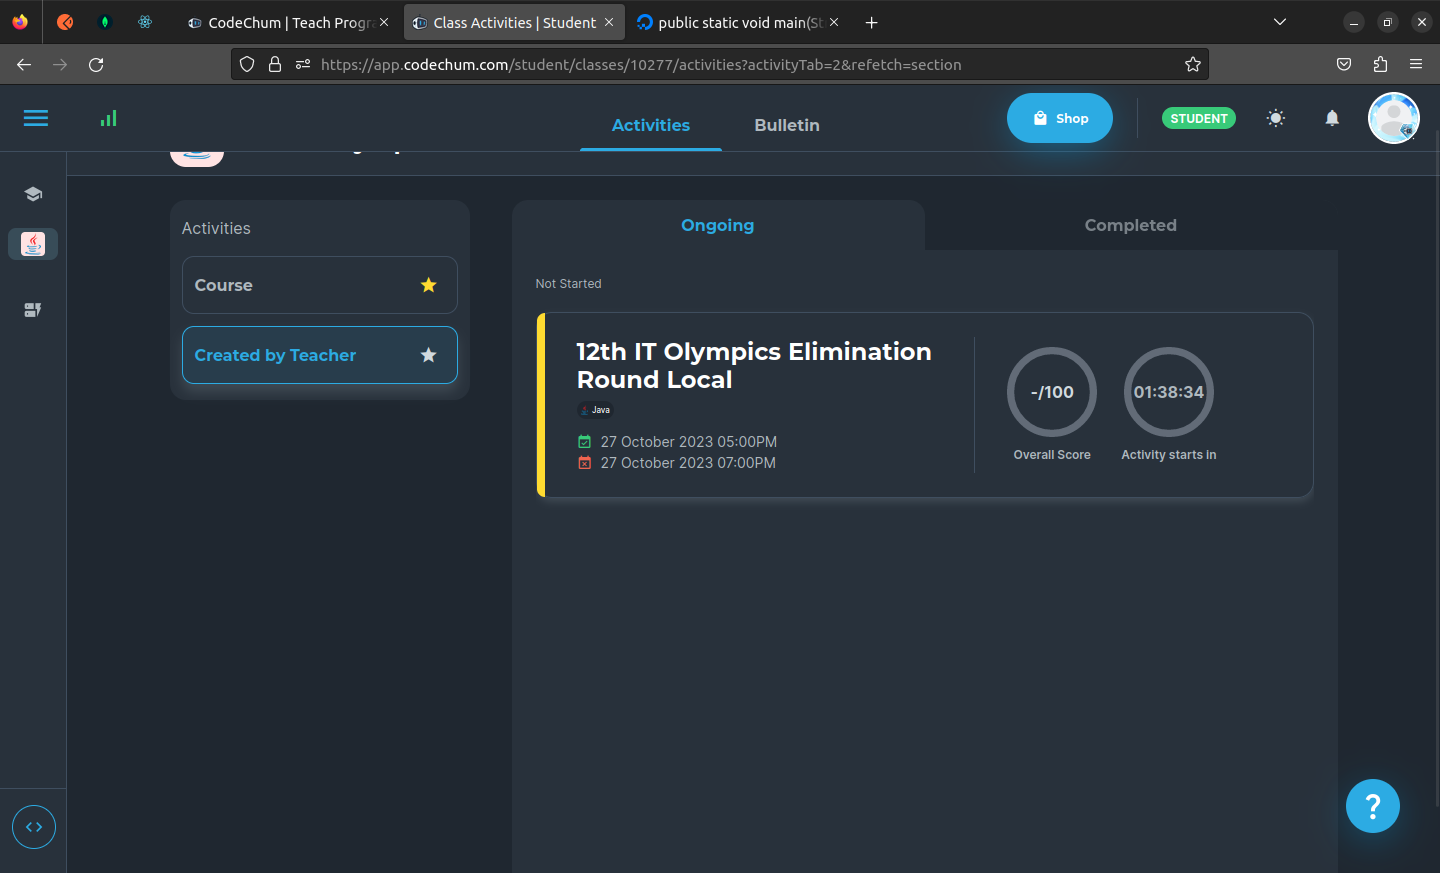 CodeChum | Teach Progra
Class Activities | Student
public static void main(St
https://app.codechum.com/student/classes/10277/activities?activityTab=2&refetch=section
Activities
Bulletin
Shop
STUDENT
Activities
Course
Created by Teacher
Ongoing
Completed
Not Started
12th IT Olympics Elimination
Round Local
Java
27 October 2023 05:00PM
27 October 2023 07:00PM
-/100
01:38:34
Overall Score
Activity starts in
?